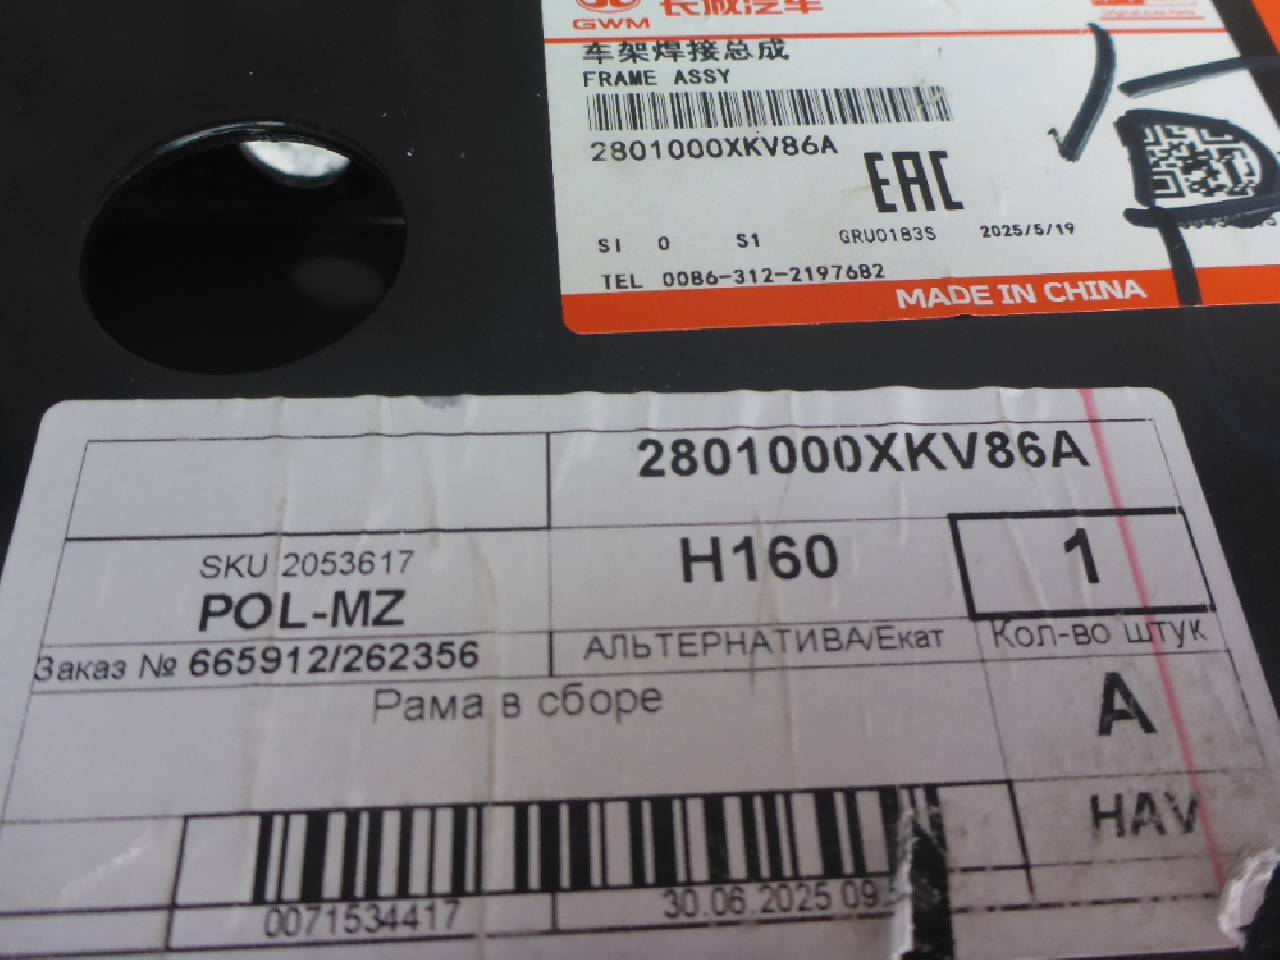 GWM 长城汽车
车架焊接总成
FRAME ASSY
2801000XKV86A
EAC
SI 0 S1 GRU0183S 2025/5/19
TEL 0086-312-2197682
MADE IN CHINA
2801000XKV86A
SKU 2053617
POL-MZ
H160
1
Заказ № 665912/262356
АЛЬТЕРНАТИВА/Екат
Кол-во штук
Рама в сборе
A
HAV
0071534417
30.06.2025 09